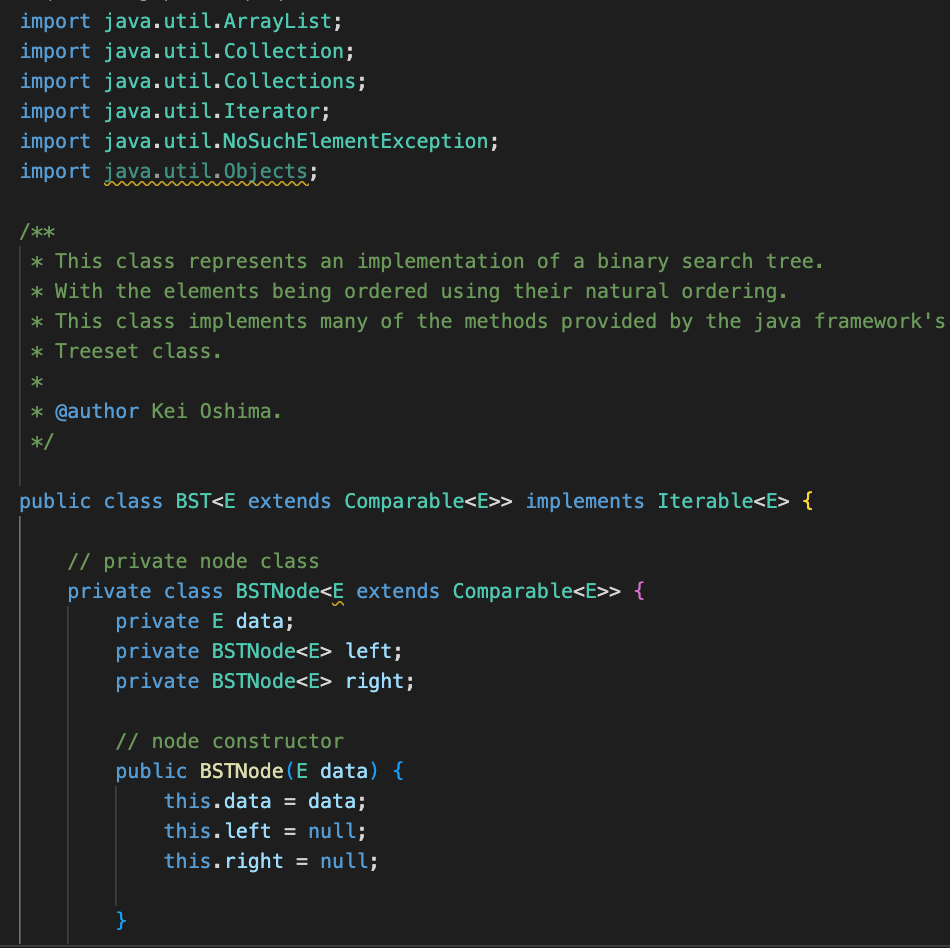 import java.util.ArrayList;
import java.util.Collection;
import java.util.Collections;
import java.util.Iterator;
import java.util.NoSuchElementException;
import java.util.Objects;
/**
* This class represents an implementation of a binary search tree.
* With the elements being ordered using their natural ordering.
* This class implements many of the methods provided by the java framework's
* Treeset class.
*
* @author Kei Oshima.
*/
public class BST<E extends Comparable<E>> implements Iterable<E> {
// private node class
private class BSTNode<E extends Comparable<E>> {
private E data;
private BSTNode<E> left;
private BSTNode<E> right;
// node constructor
public BSTNode(E data) {
this.data = data;
this.left = null;
this.right = null;
}